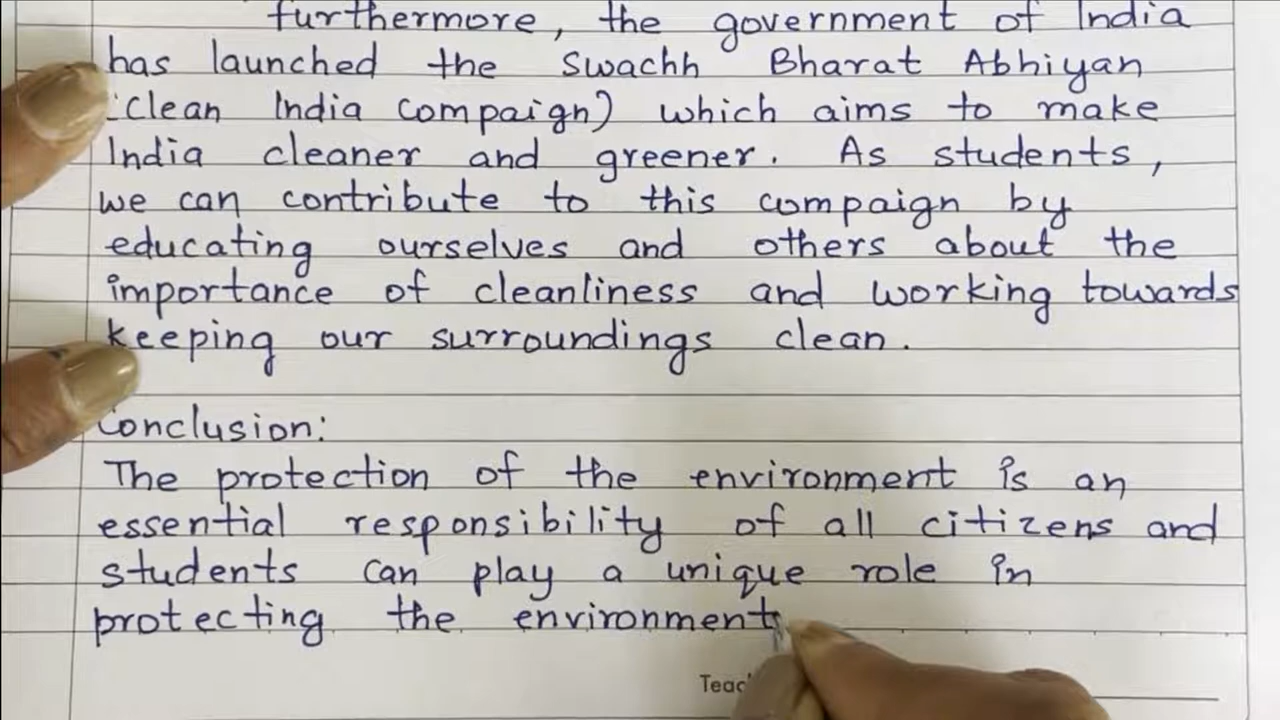 furthermore, the government of India
has launched the Swachh Bharat Abhiyan
(Clean India Compaign) which aims to make
India cleaner and greener. As students,
we can contribute to this compaign by
educating ourselves and others about the
importance of cleanliness and working towards
keeping our surroundings clean.
Conclusion:
The protection of the environment is an
essential responsibility of all citizens and
students can play a unique role in
protecting the environment